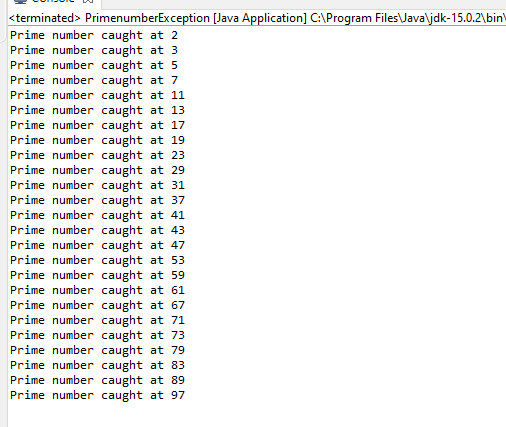 Console
<terminated> PrimenumberException [Java Application] C:\Program Files\Java\jdk-15.0.2\bin\
Prime number caught at 2
Prime number caught at 3
Prime number caught at 5
Prime number caught at 7
Prime number caught at 11
Prime number caught at 13
Prime number caught at 17
Prime number caught at 19
Prime number caught at 23
Prime number caught at 29
Prime number caught at 31
Prime number caught at 37
Prime number caught at 41
Prime number caught at 43
Prime number caught at 47
Prime number caught at 53
Prime number caught at 59
Prime number caught at 61
Prime number caught at 67
Prime number caught at 71
Prime number caught at 73
Prime number caught at 79
Prime number caught at 83
Prime number caught at 89
Prime number caught at 97